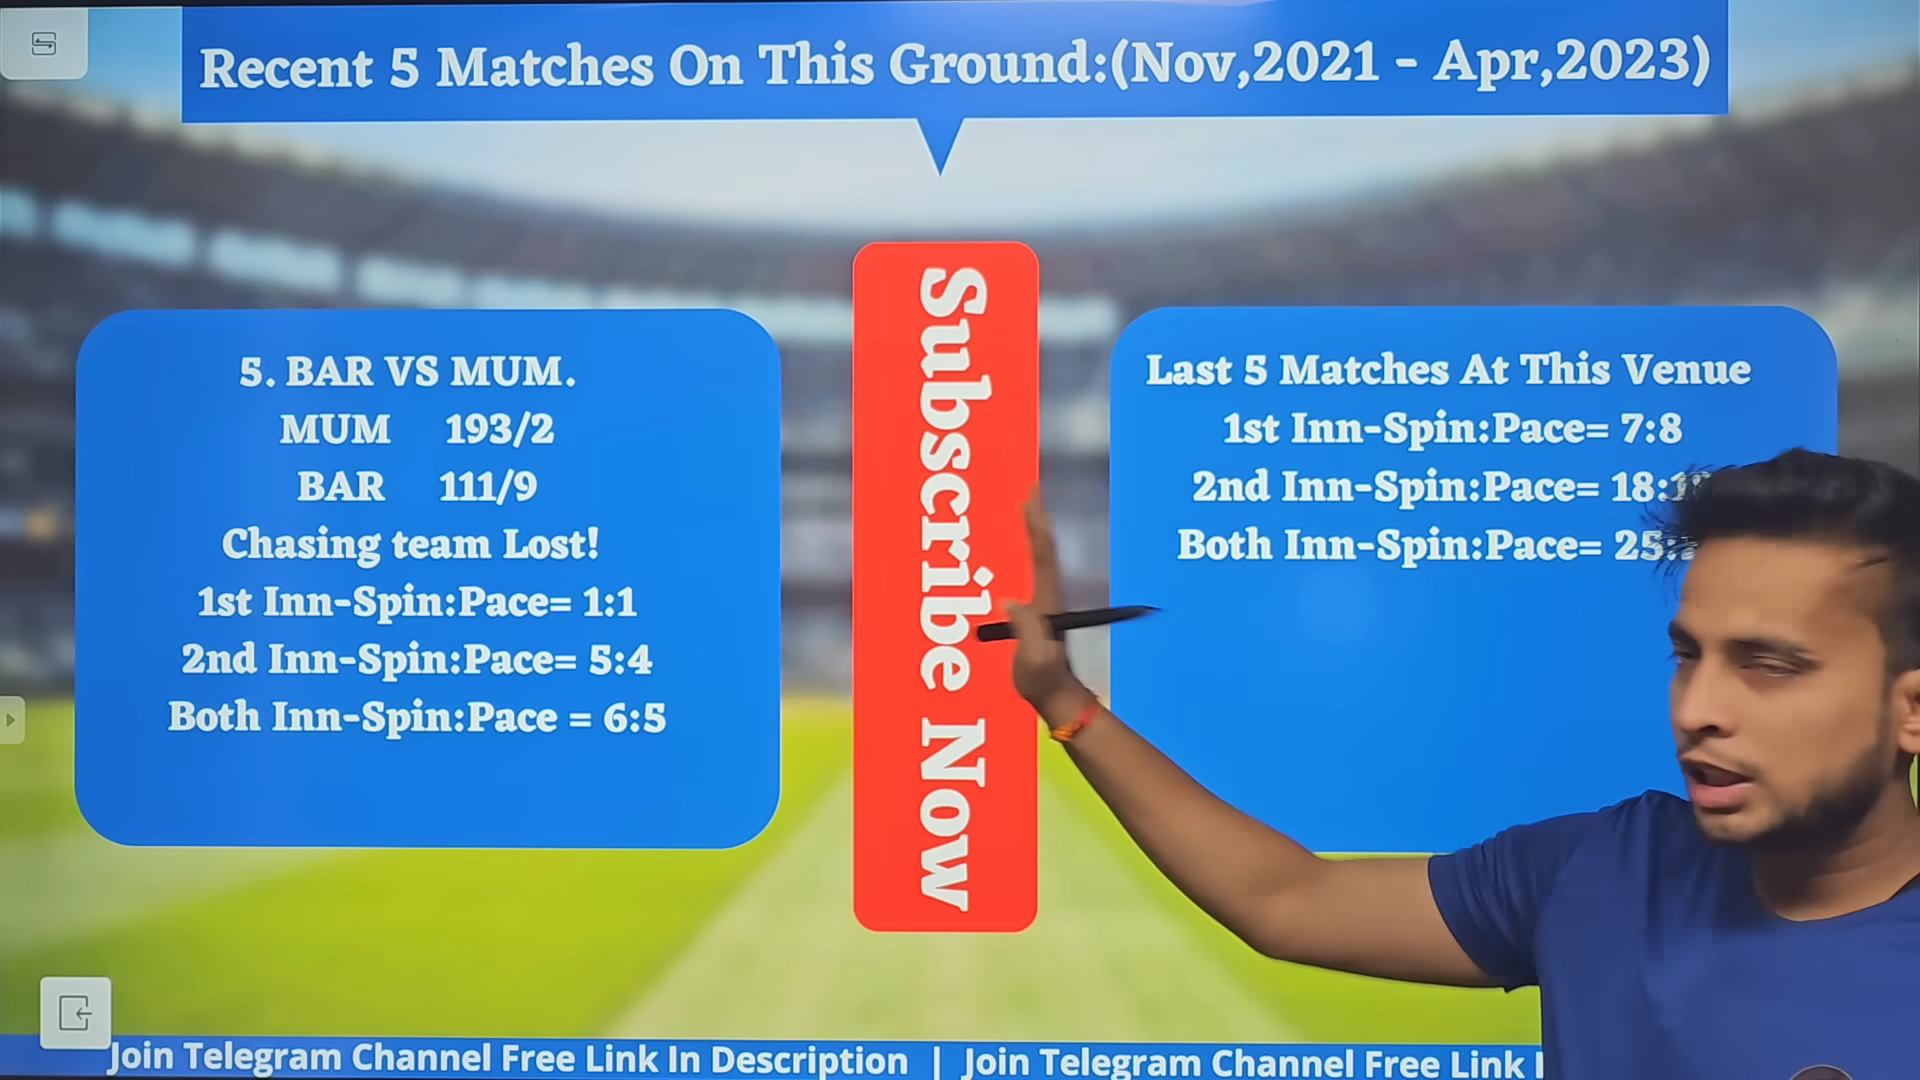 Recent 5 Matches On This Ground:(Nov,2021 - Apr,2023)
5. BAR VS MUM.
MUM 193/2
BAR 111/9
Chasing team Lost!
1st Inn-Spin:Pace= 1:1
2nd Inn-Spin:Pace= 5:4
Both Inn-Spin:Pace = 6:5
Subscribe Now
Last 5 Matches At This Venue
1st Inn-Spin:Pace= 7:8
2nd Inn-Spin:Pace= 18:
Both Inn-Spin:Pace= 25:
Join Telegram Channel Free Link In Description | Join Telegram Channel Free Link